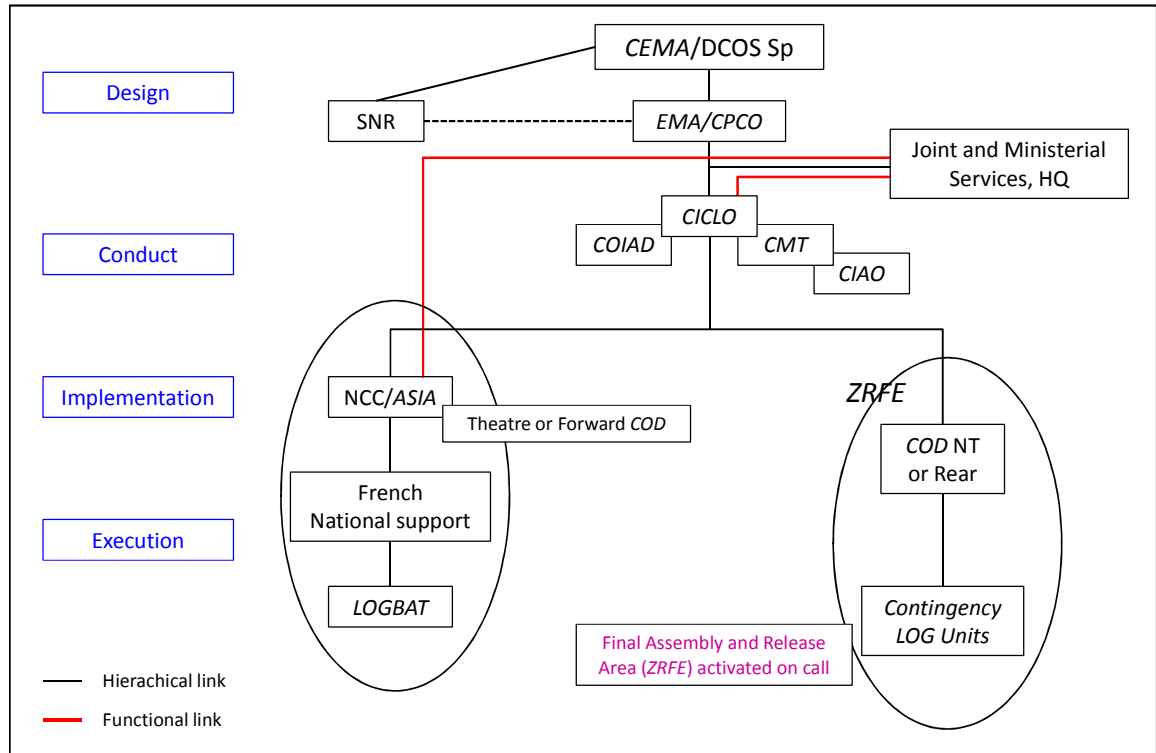 CEMA/DCOS Sp
Design
SNR
EMA/CPCO
Joint and Ministerial
Services, HQ
CICLO
Conduct
COIAD
CMT
CIAO
Implementation
NCC/ASIA
Theatre or Forward COD
ZRFE
COD NT
or Rear
French
National support
Execution
LOGBAT
Contingency
LOG Units
Final Assembly and Release
Area (ZRFE) activated on call
Hierachical link
Functional link